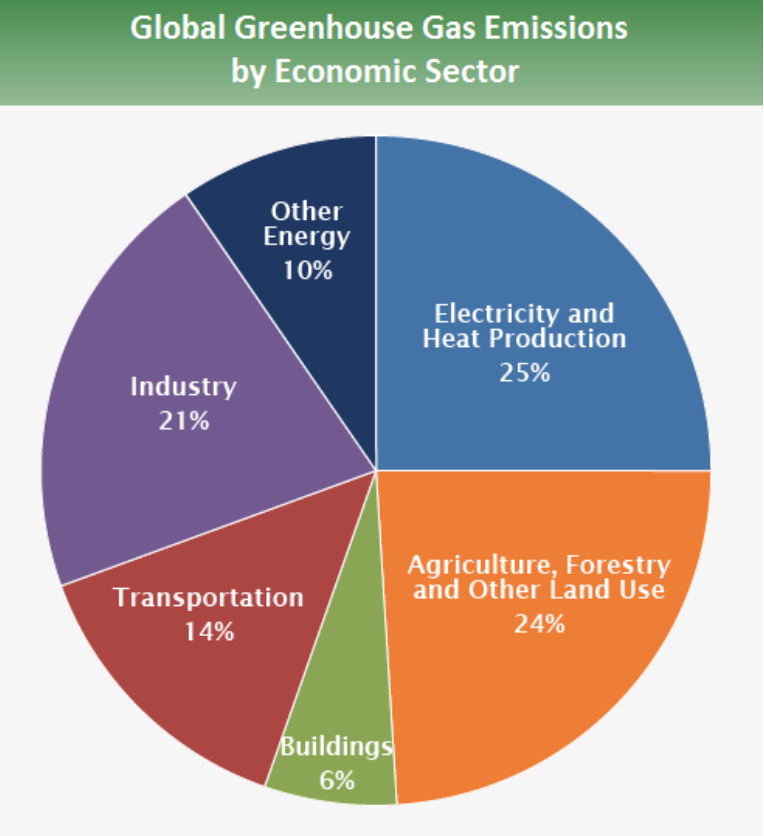 Global Greenhouse Gas Emissions
by Economic Sector
Other
Energy
10%
Electricity and
Heat Production
25%
Industry
21%
Agriculture, Forestry
and Other Land Use
24%
Transportation
14%
Buildings
6%